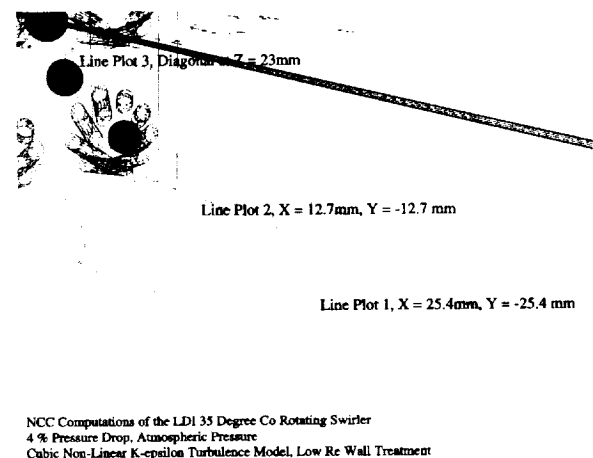 Line Plot 3, Diagonal at Z = 23mm
Line Plot 2, X = 12.7mm, Y = -12.7 mm
Line Plot 1, X = 25.4mm, Y = -25.4 mm
NCC Computations of the LDI 35 Degree Co Rotating Swirler
4 % Pressure Drop, Atmospheric Pressure
Cubic Non-Linear K-epsilon Turbulence Model, Low Re Wall Treatment